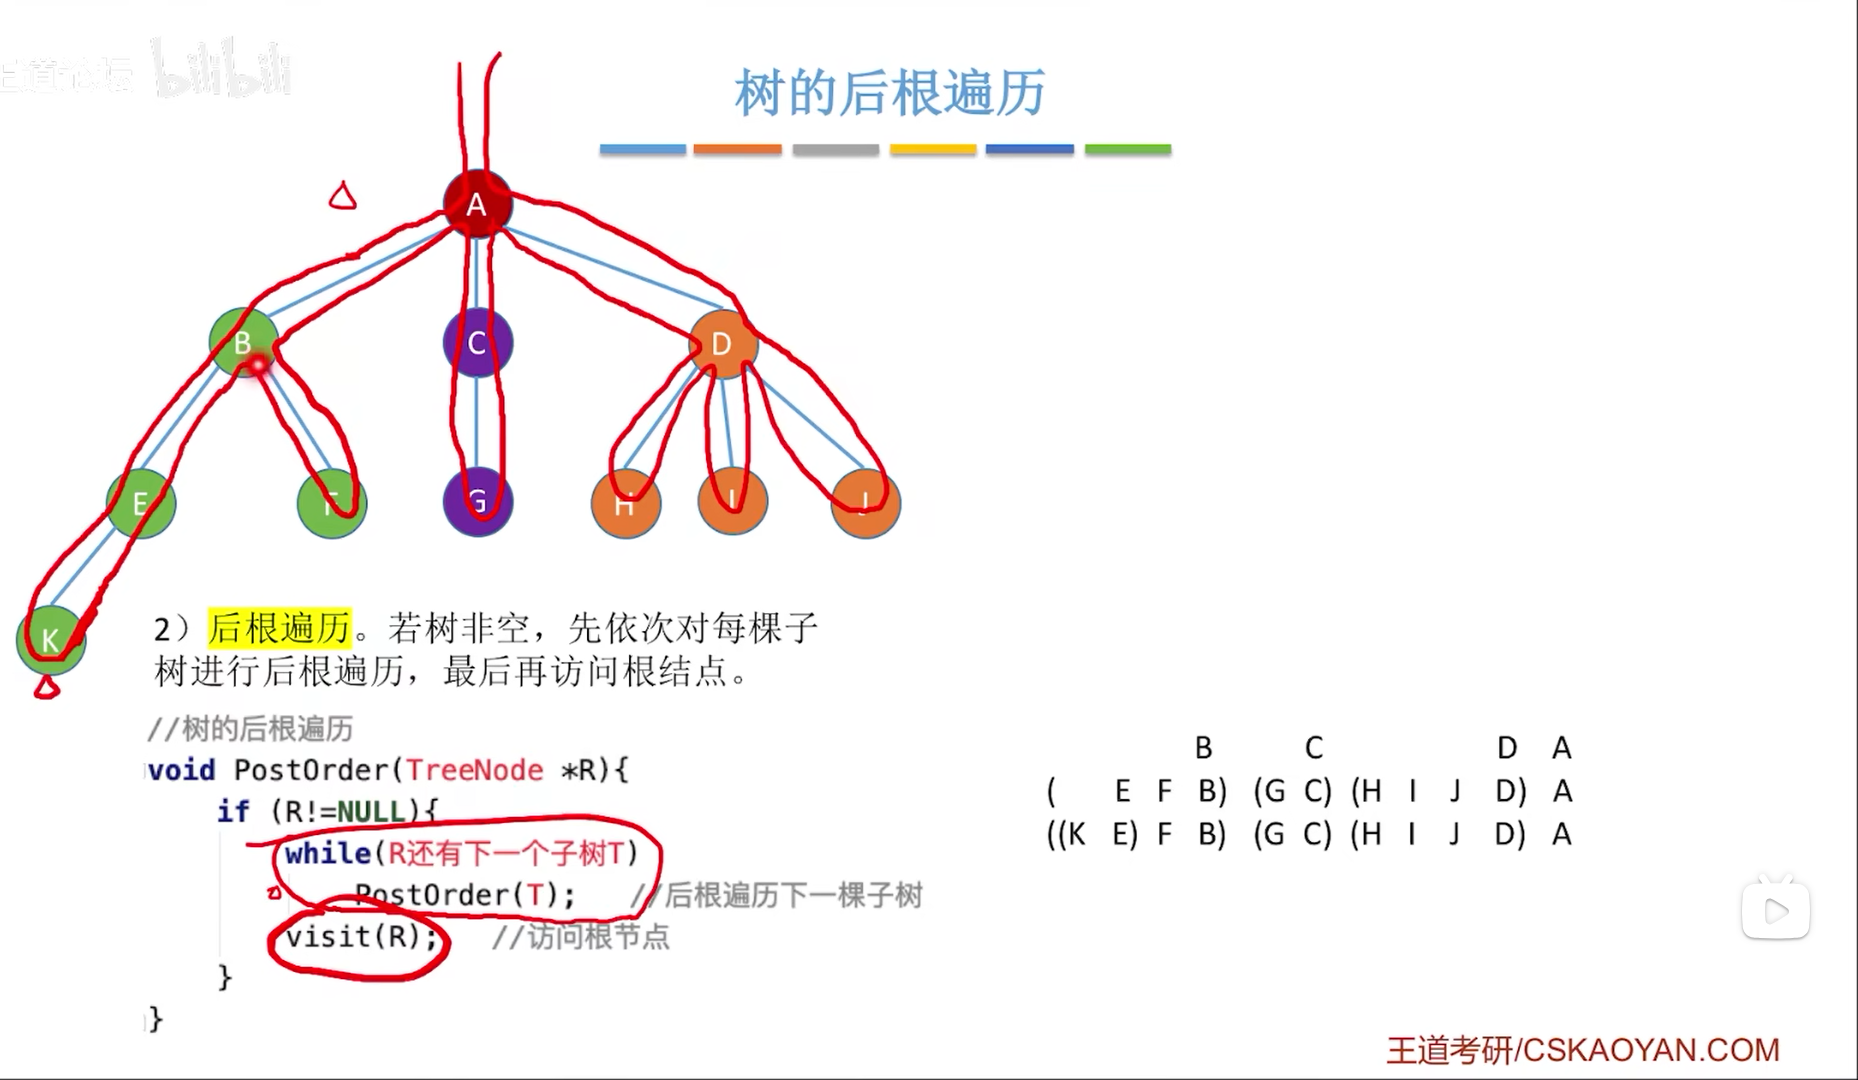 王道论坛 bilibili
树的后根遍历
A
B C D
E F G H I J
K
2）后根遍历。若树非空，先依次对每棵子
树进行后根遍历，最后再访问根结点。
//树的后根遍历
void PostOrder(TreeNode *R){
if (R!=NULL){
while(R还有下一个子树T)
PostOrder(T); //后根遍历下一棵子树
visit(R); //访问根节点
}
}
B C D A
( E F B) (G C) (H I J D) A
((K E) F B) (G C) (H I J D) A
王道考研/CSKAOYAN.COM